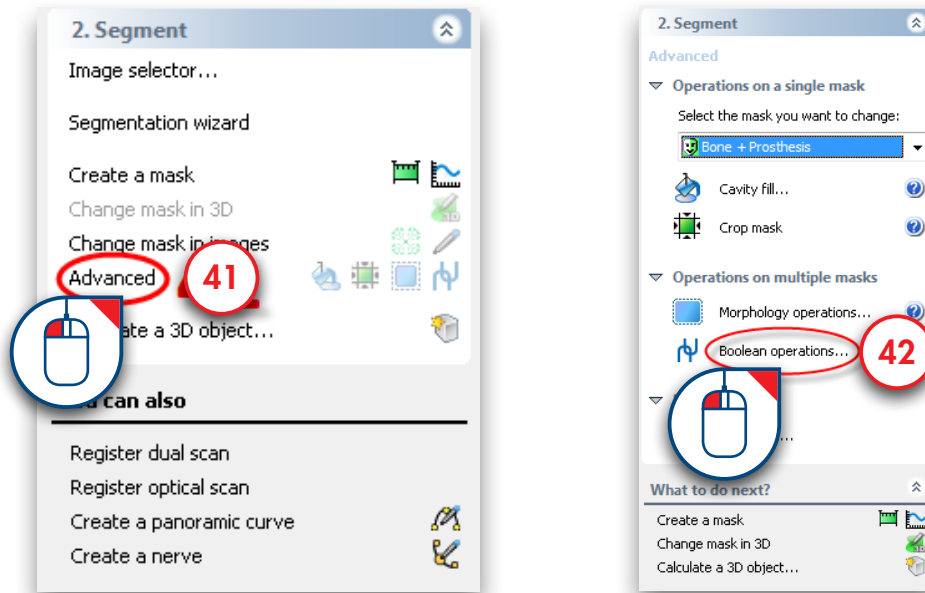 2. Segment
Image selector...
Segmentation wizard
Create a mask
Change mask in 3D
Change mask in images
Advanced
41
ate a 3D object...
can also
Register dual scan
Register optical scan
Create a panoramic curve
Create a nerve
2. Segment
Advanced
Operations on a single mask
Select the mask you want to change:
Bone + Prosthesis
Cavity fill...
Crop mask
Operations on multiple masks
Morphology operations...
Boolean operations...
42
What to do next?
Create a mask
Change mask in 3D
Calculate a 3D object...